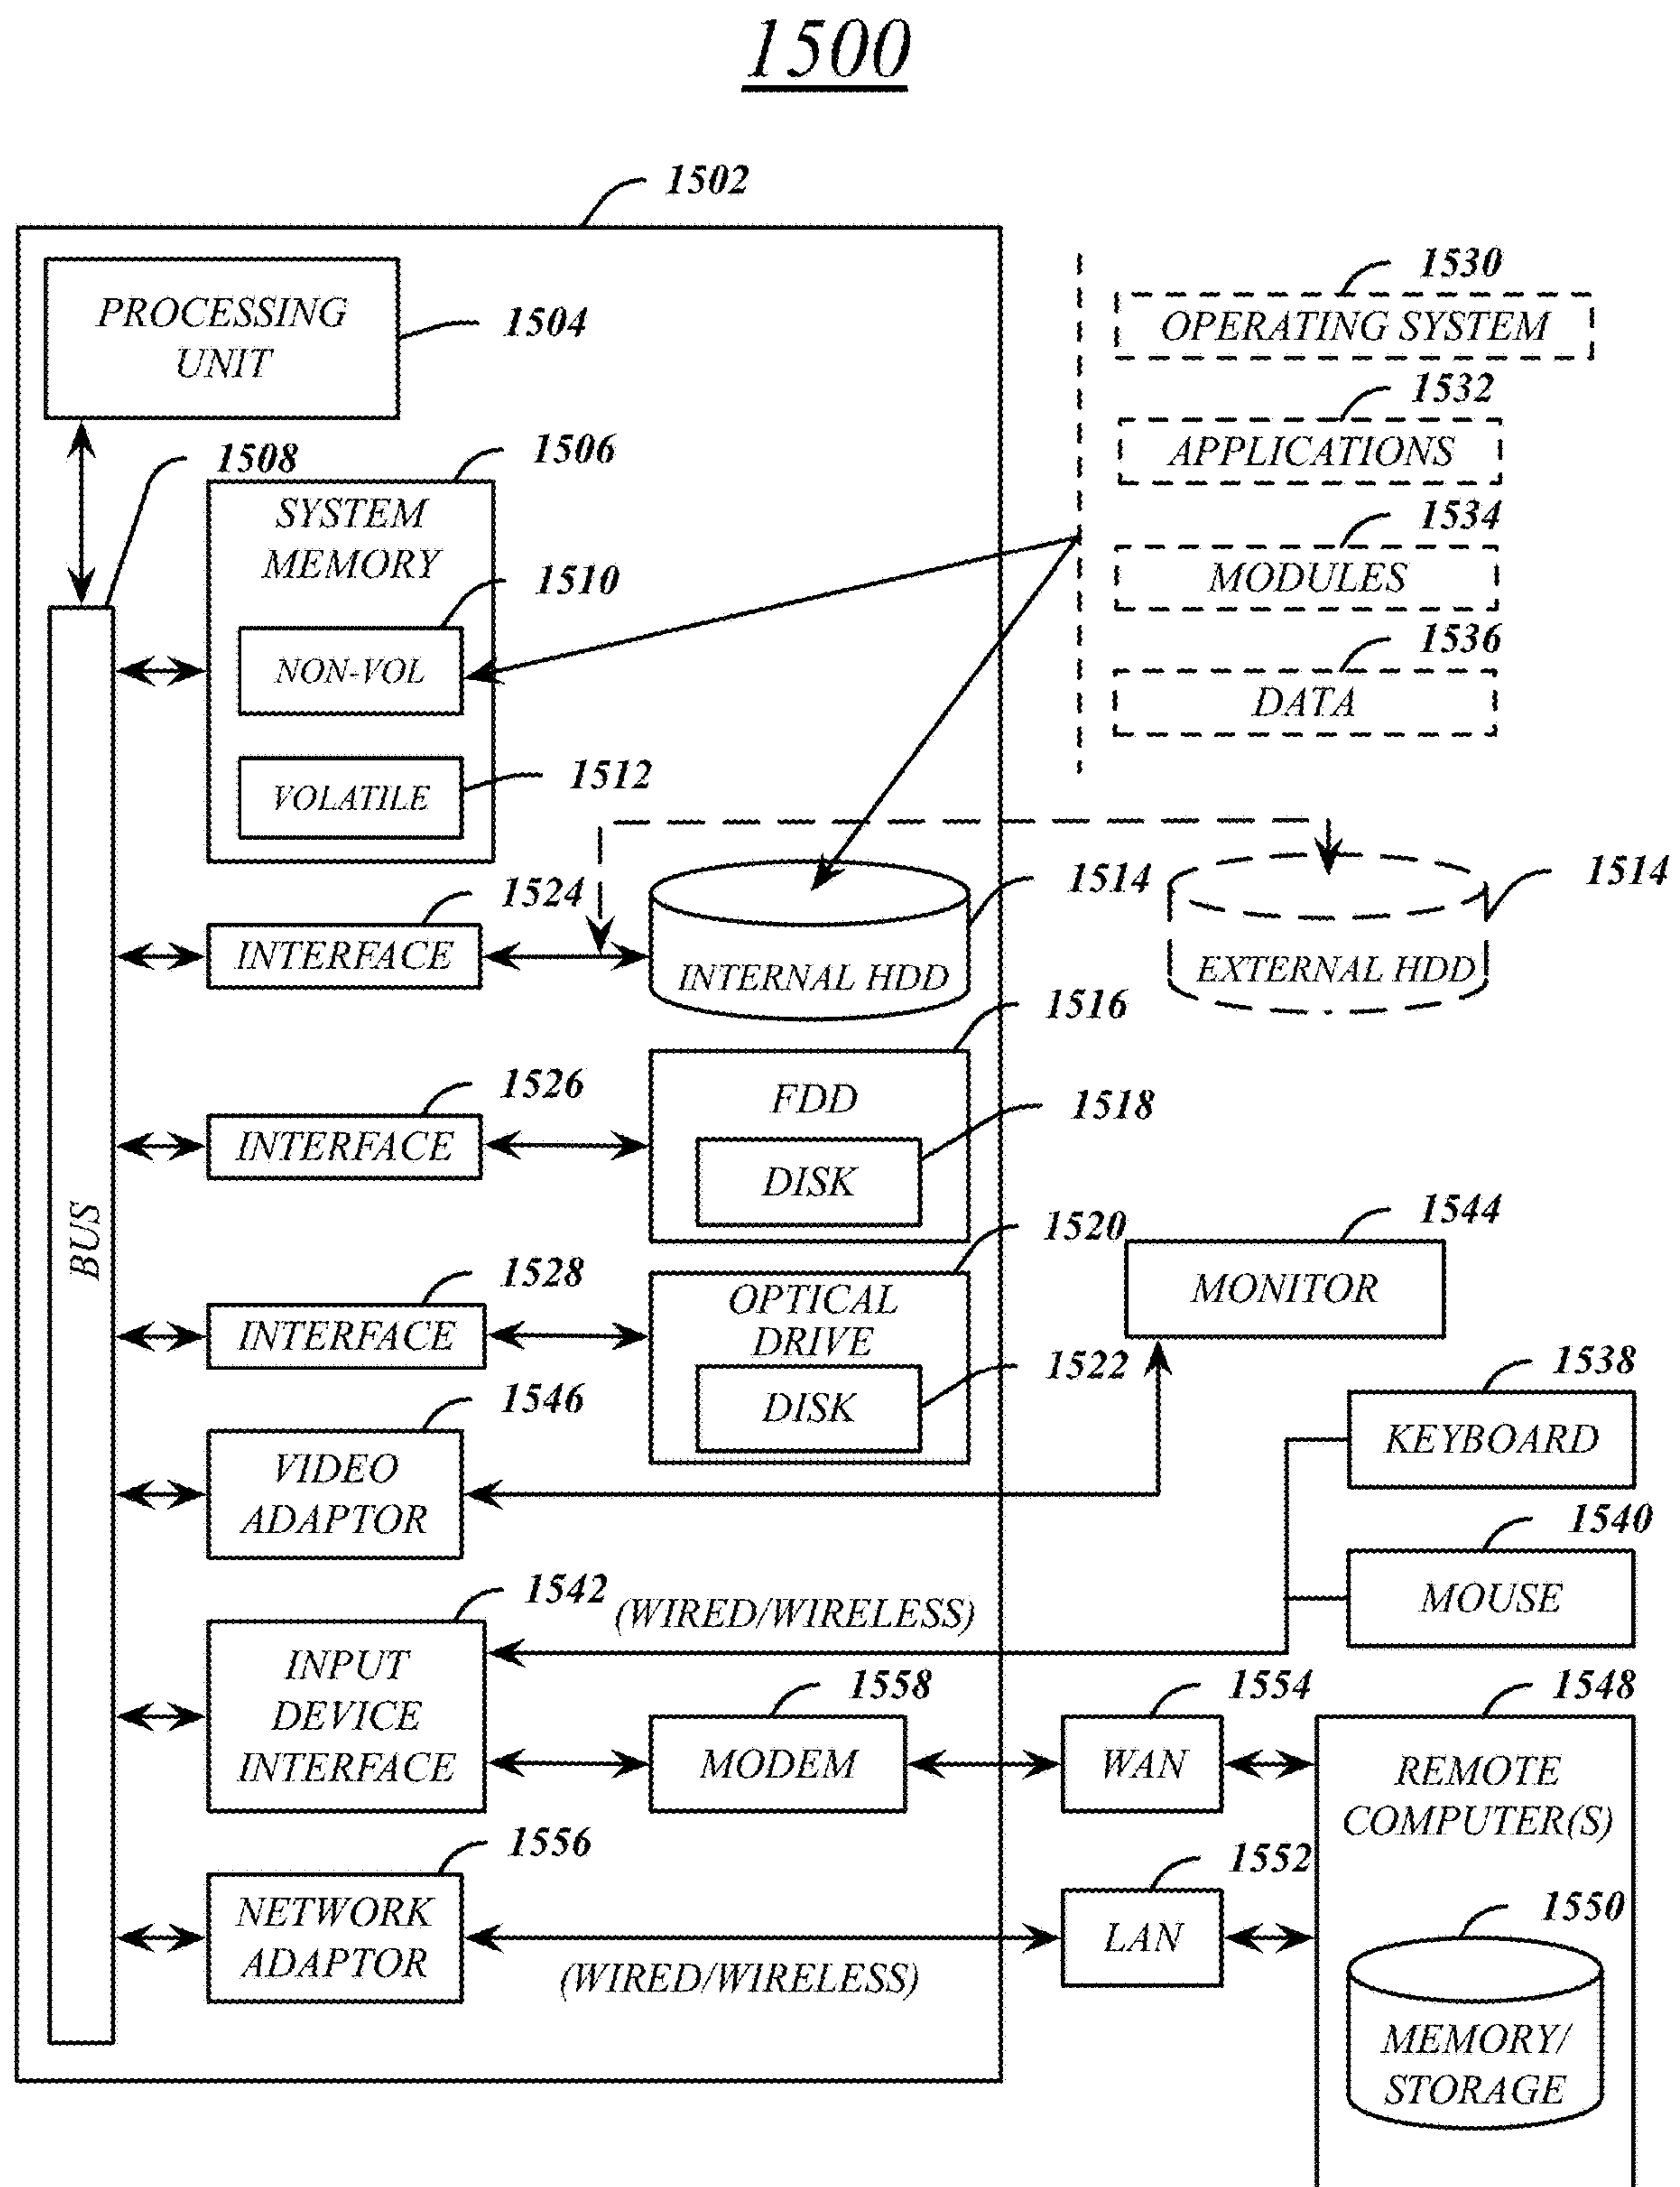 1500
1502
PROCESSING
UNIT
1504
1530
OPERATING SYSTEM
1532
APPLICATIONS
1534
MODULES
1536
DATA
1508
1506
SYSTEM
MEMORY
1510
NON-VOL
1512
VOLATILE
BUS
1524
INTERFACE
1514
INTERNAL HDD
1514
EXTERNAL HDD
1526
INTERFACE
1516
FDD
1518
DISK
1528
INTERFACE
1520
OPTICAL
DRIVE
1522
DISK
1544
MONITOR
1546
VIDEO
ADAPTOR
1538
KEYBOARD
1540
MOUSE
1542
INPUT
DEVICE
INTERFACE
(WIRED/WIRELESS)
1558
MODEM
1554
WAN
1548
REMOTE
COMPUTER(S)
1556
NETWORK
ADAPTOR
(WIRED/WIRELESS)
1552
LAN
1550
MEMORY/
STORAGE